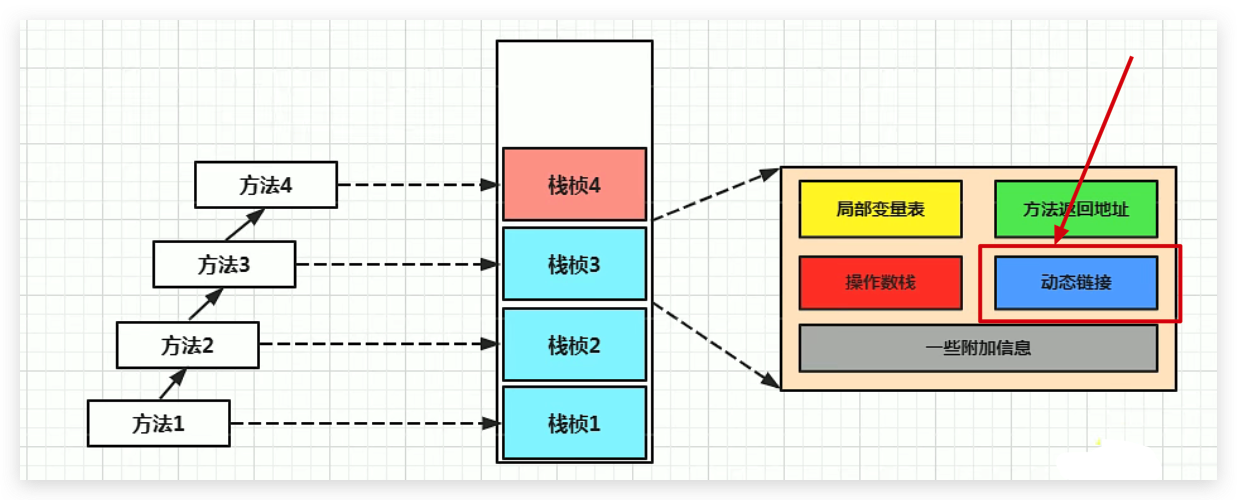 方法4
栈桢4
局部变量表
方法返回地址
方法3
栈桢3
操作数栈
动态链接
方法2
栈桢2
一些附加信息
方法1
栈桢1